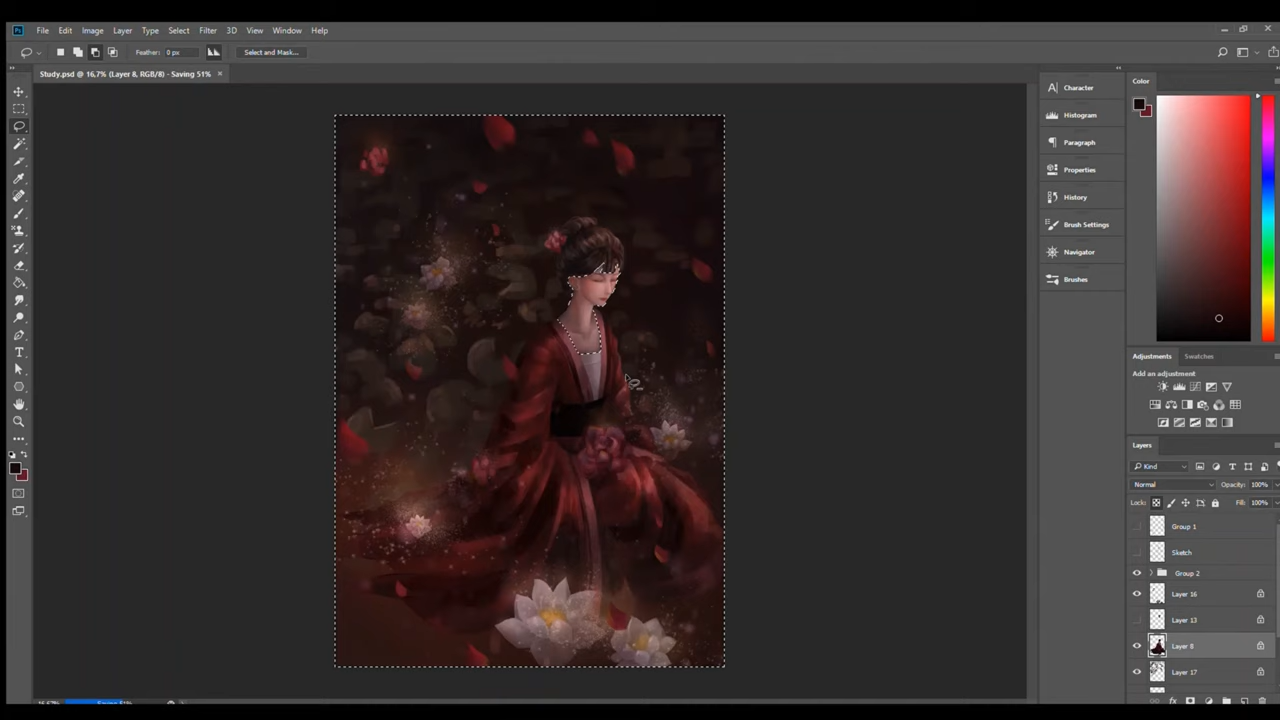 Ps File Edit Image Layer Type Select Filter 3D View Window Help
Feather: 0 px Select and Mask...
Study.psd @ 16,7% (Layer 8, RGB/8) - Saving 51% ×
Character
Histogram
Paragraph
Properties
History
Brush Settings
Navigator
Brushes
Color
Adjustments Swatches
Add an adjustment
Layers
Kind
Normal Opacity: 100%
Lock: Fill: 100%
Group 1
Sketch
Group 2
Layer 16
Layer 13
Layer 8
Layer 17